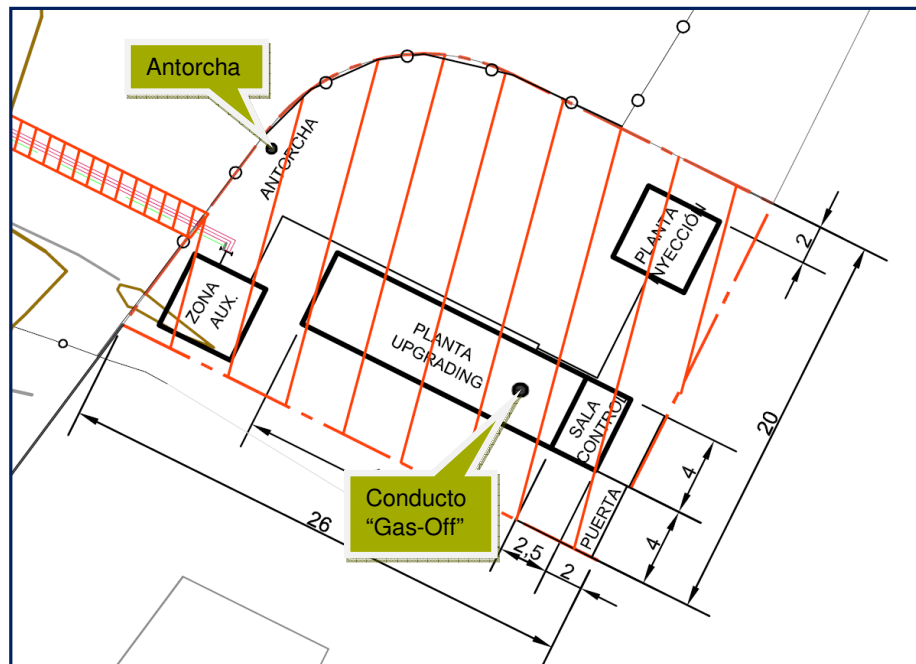 Antorcha
ANTORCHA
PLANTA
INYECCIÓN
2
ZONA
AUX.
PLANTA
UPGRADING
SALA
CONTROL
20
4
Conducto
“Gas-Off”
PUERTA
4
26
2,5
2